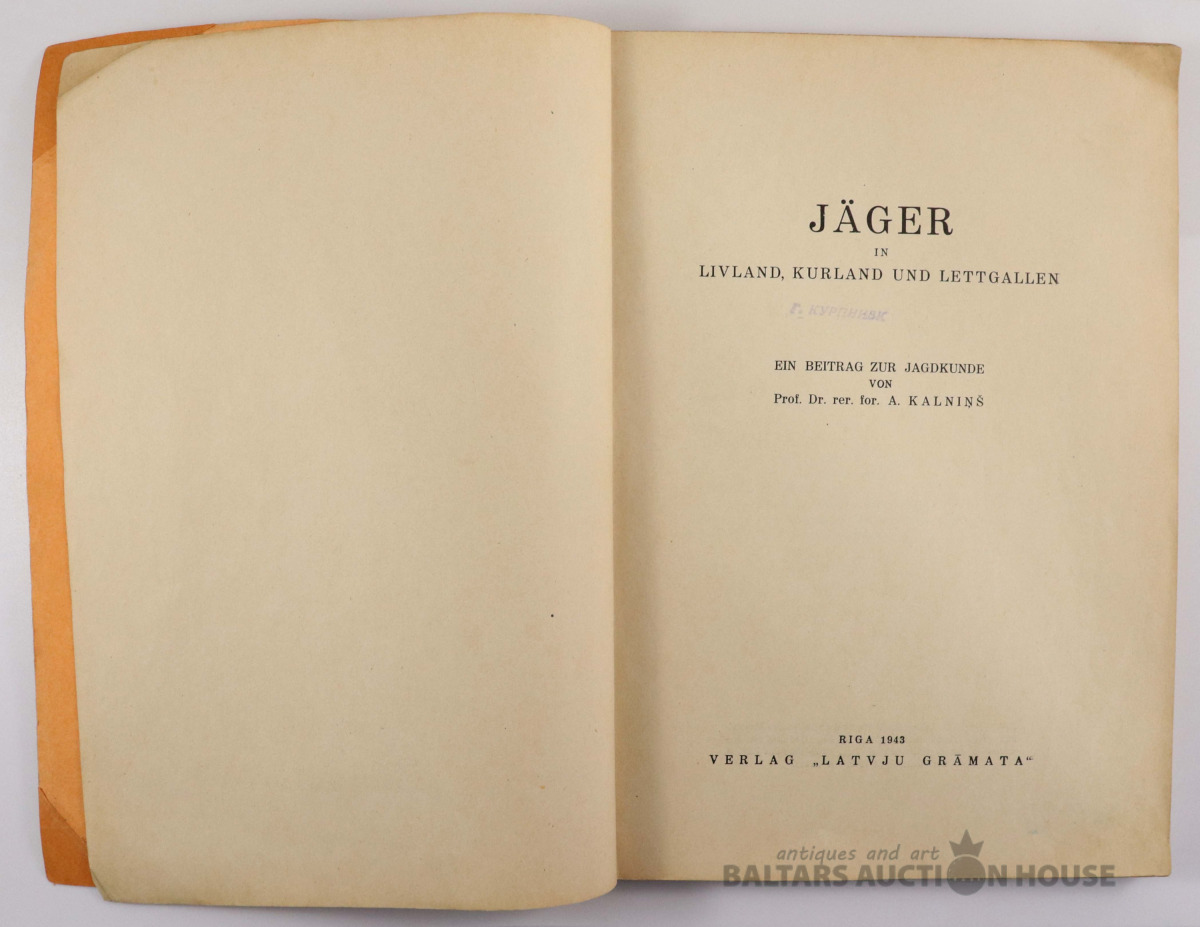 JÄGER
IN
LIVLAND, KURLAND UND LETTGALLEN
EIN BEITRAG ZUR JAGDKUNDE
VON
Prof. Dr. rer. for. A. KALNIŅŠ
RIGA 1943
VERLAG „LATVJU GRĀMATA“
antiques and art
BALTARS AUCTION HOUSE